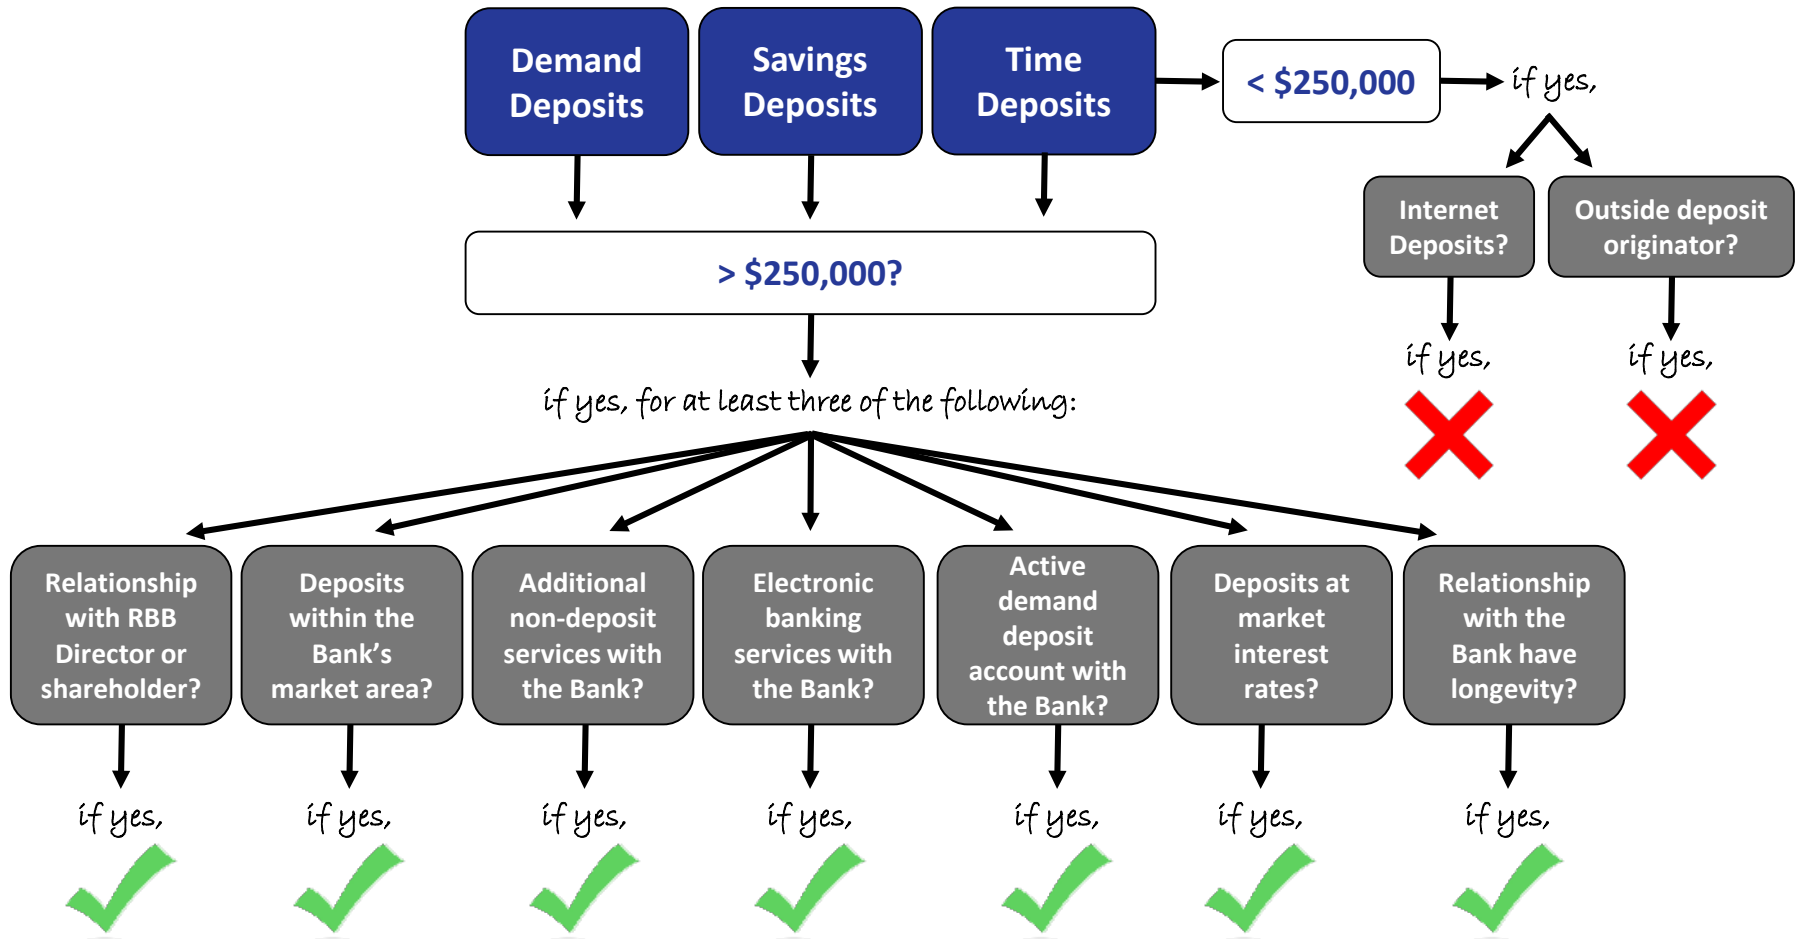 Demand
Deposits
Savings
Deposits
Time
Deposits
< $250,000
if yes,
Internet
Deposits?
Outside deposit
originator?
if yes,
if yes,
> $250,000?
if yes, for at least three of the following:
Relationship
with RBB
Director or
shareholder?
Deposits
within the
Bank’s
market area?
Additional
non-deposit
services with
the Bank?
Electronic
banking
services with
the Bank?
Active
demand
deposit
account with
the Bank?
Deposits at
market
interest
rates?
Relationship
with the
Bank have
longevity?
if yes,
if yes,
if yes,
if yes,
if yes,
if yes,
if yes,